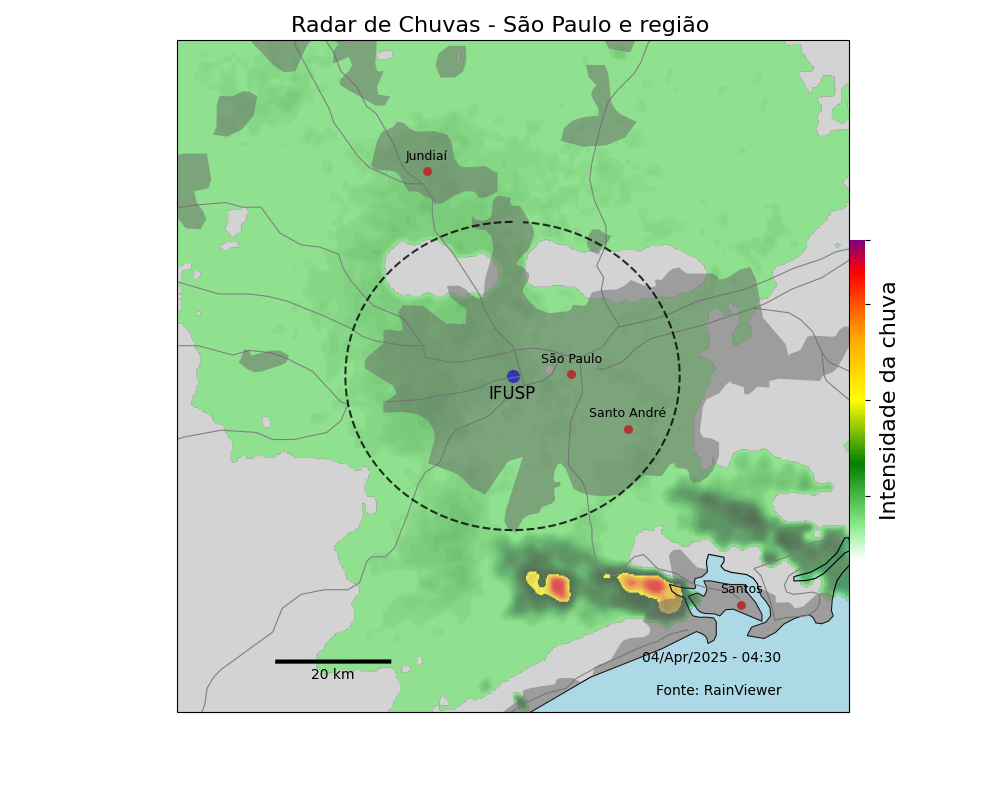 Radar de Chuvas - São Paulo e região
Jundiaí
São Paulo
IFUSP
Santo André
Intensidade da chuva
Santos
04/Apr/2025 - 04:30
20 km
Fonte: RainViewer